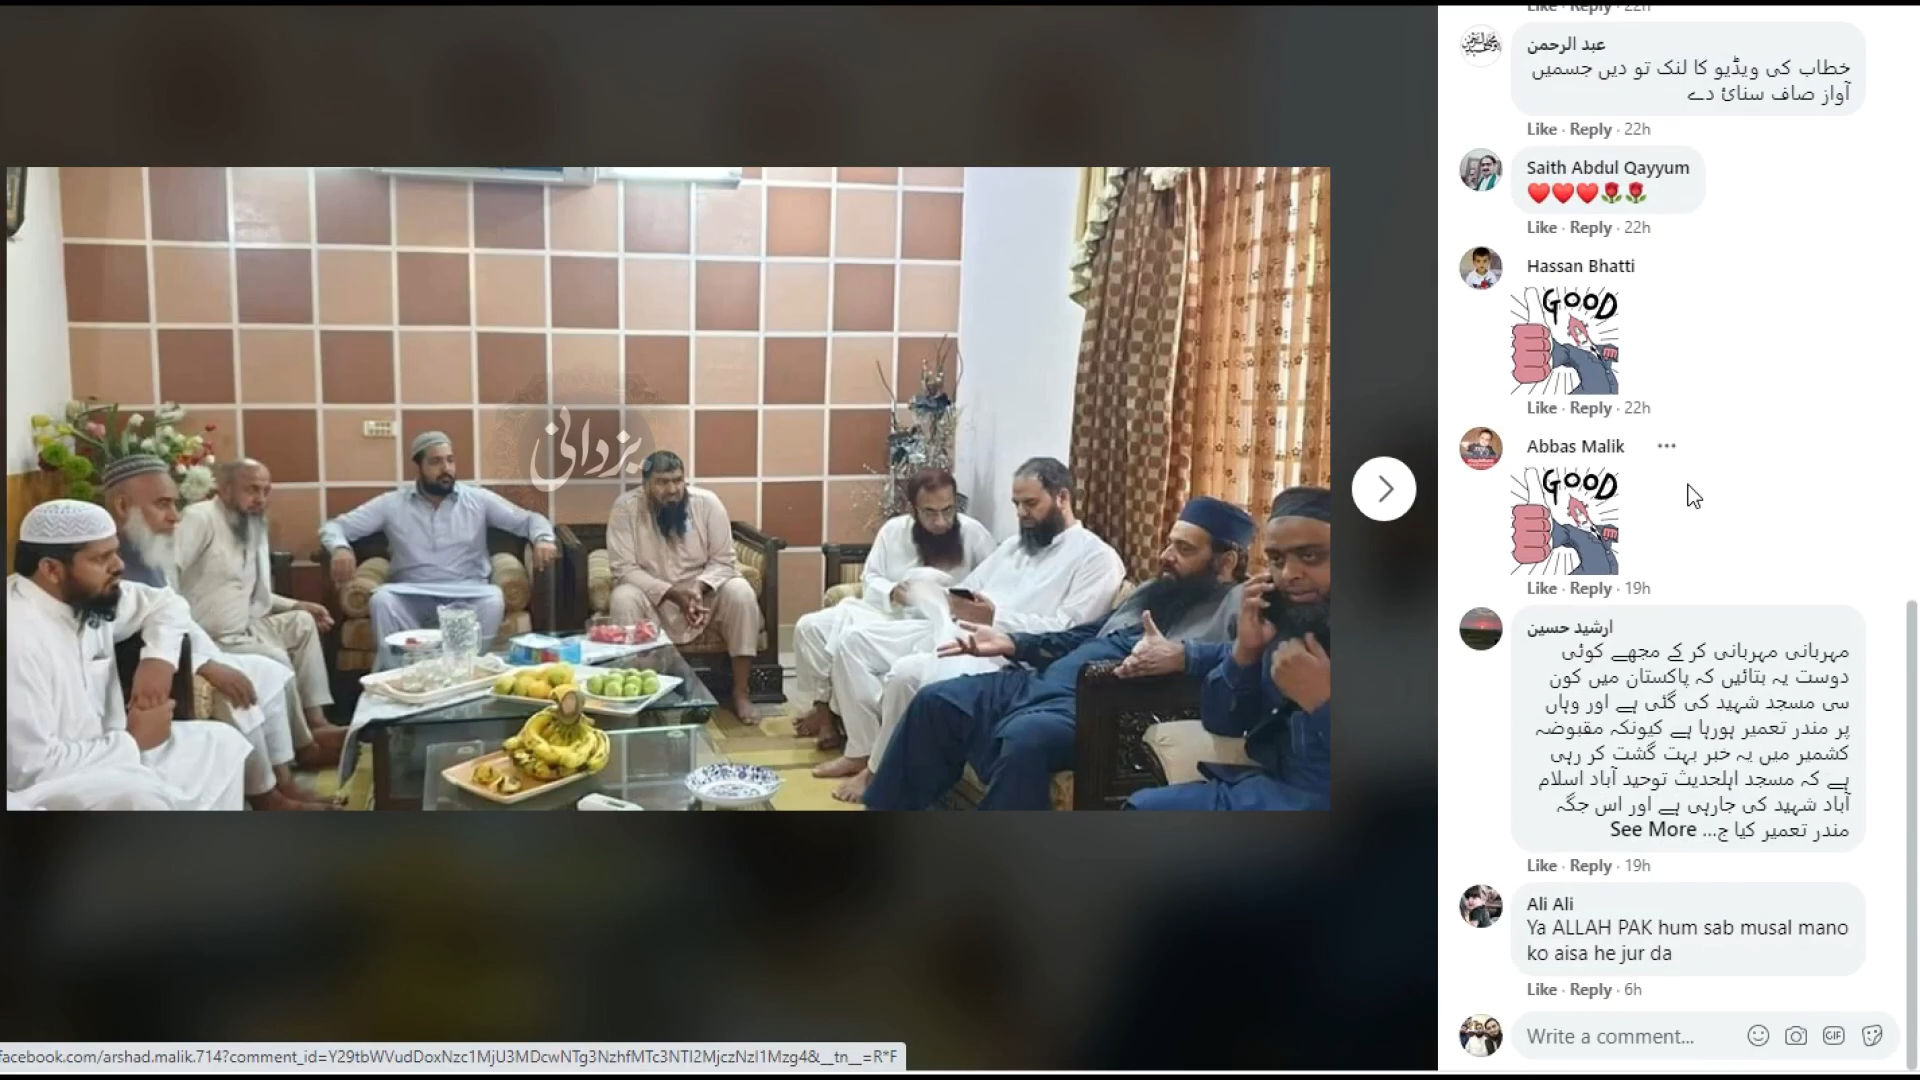 Like · Reply · 22h
عبد الرحمن
خطاب کی ویڈیو کا لنک تو دیں جسمیں
آواز صاف سنائ دے
Like · Reply · 22h
Saith Abdul Qayyum
❤️❤️❤️🌹🌹
Like · Reply · 22h
Hassan Bhatti
GOOD
Like · Reply · 22h
Abbas Malik
GOOD
Like · Reply · 19h
ارشید حسین
مہربانی مہربانی کر کے مجھے کوئی
دوست یہ بتائیں کہ پاکستان میں کون
سی مسجد شہید کی گئی ہے اور وہاں
پر مندر تعمیر ہورہا ہے کیونکہ مقبوضہ
کشمیر میں یہ خبر بہت گشت کر رہی
ہے کہ مسجد اہلحدیث توحید آباد اسلام
آباد شہید کی جارہی ہے اور اس جگہ
مندر تعمیر کیا ج... See More
Like · Reply · 19h
Ali Ali
Ya ALLAH PAK hum sab musal mano
ko aisa he jur da
Like · Reply · 6h
Write a comment...
GIF
یزدانی
facebook.com/arshad.malik.714?comment_id=Y29tbWVudDoxNzc1MjU3MDcwNTg3NzhfMTc3NTI2MjczNzI1Mzg4&__tn__=R*F